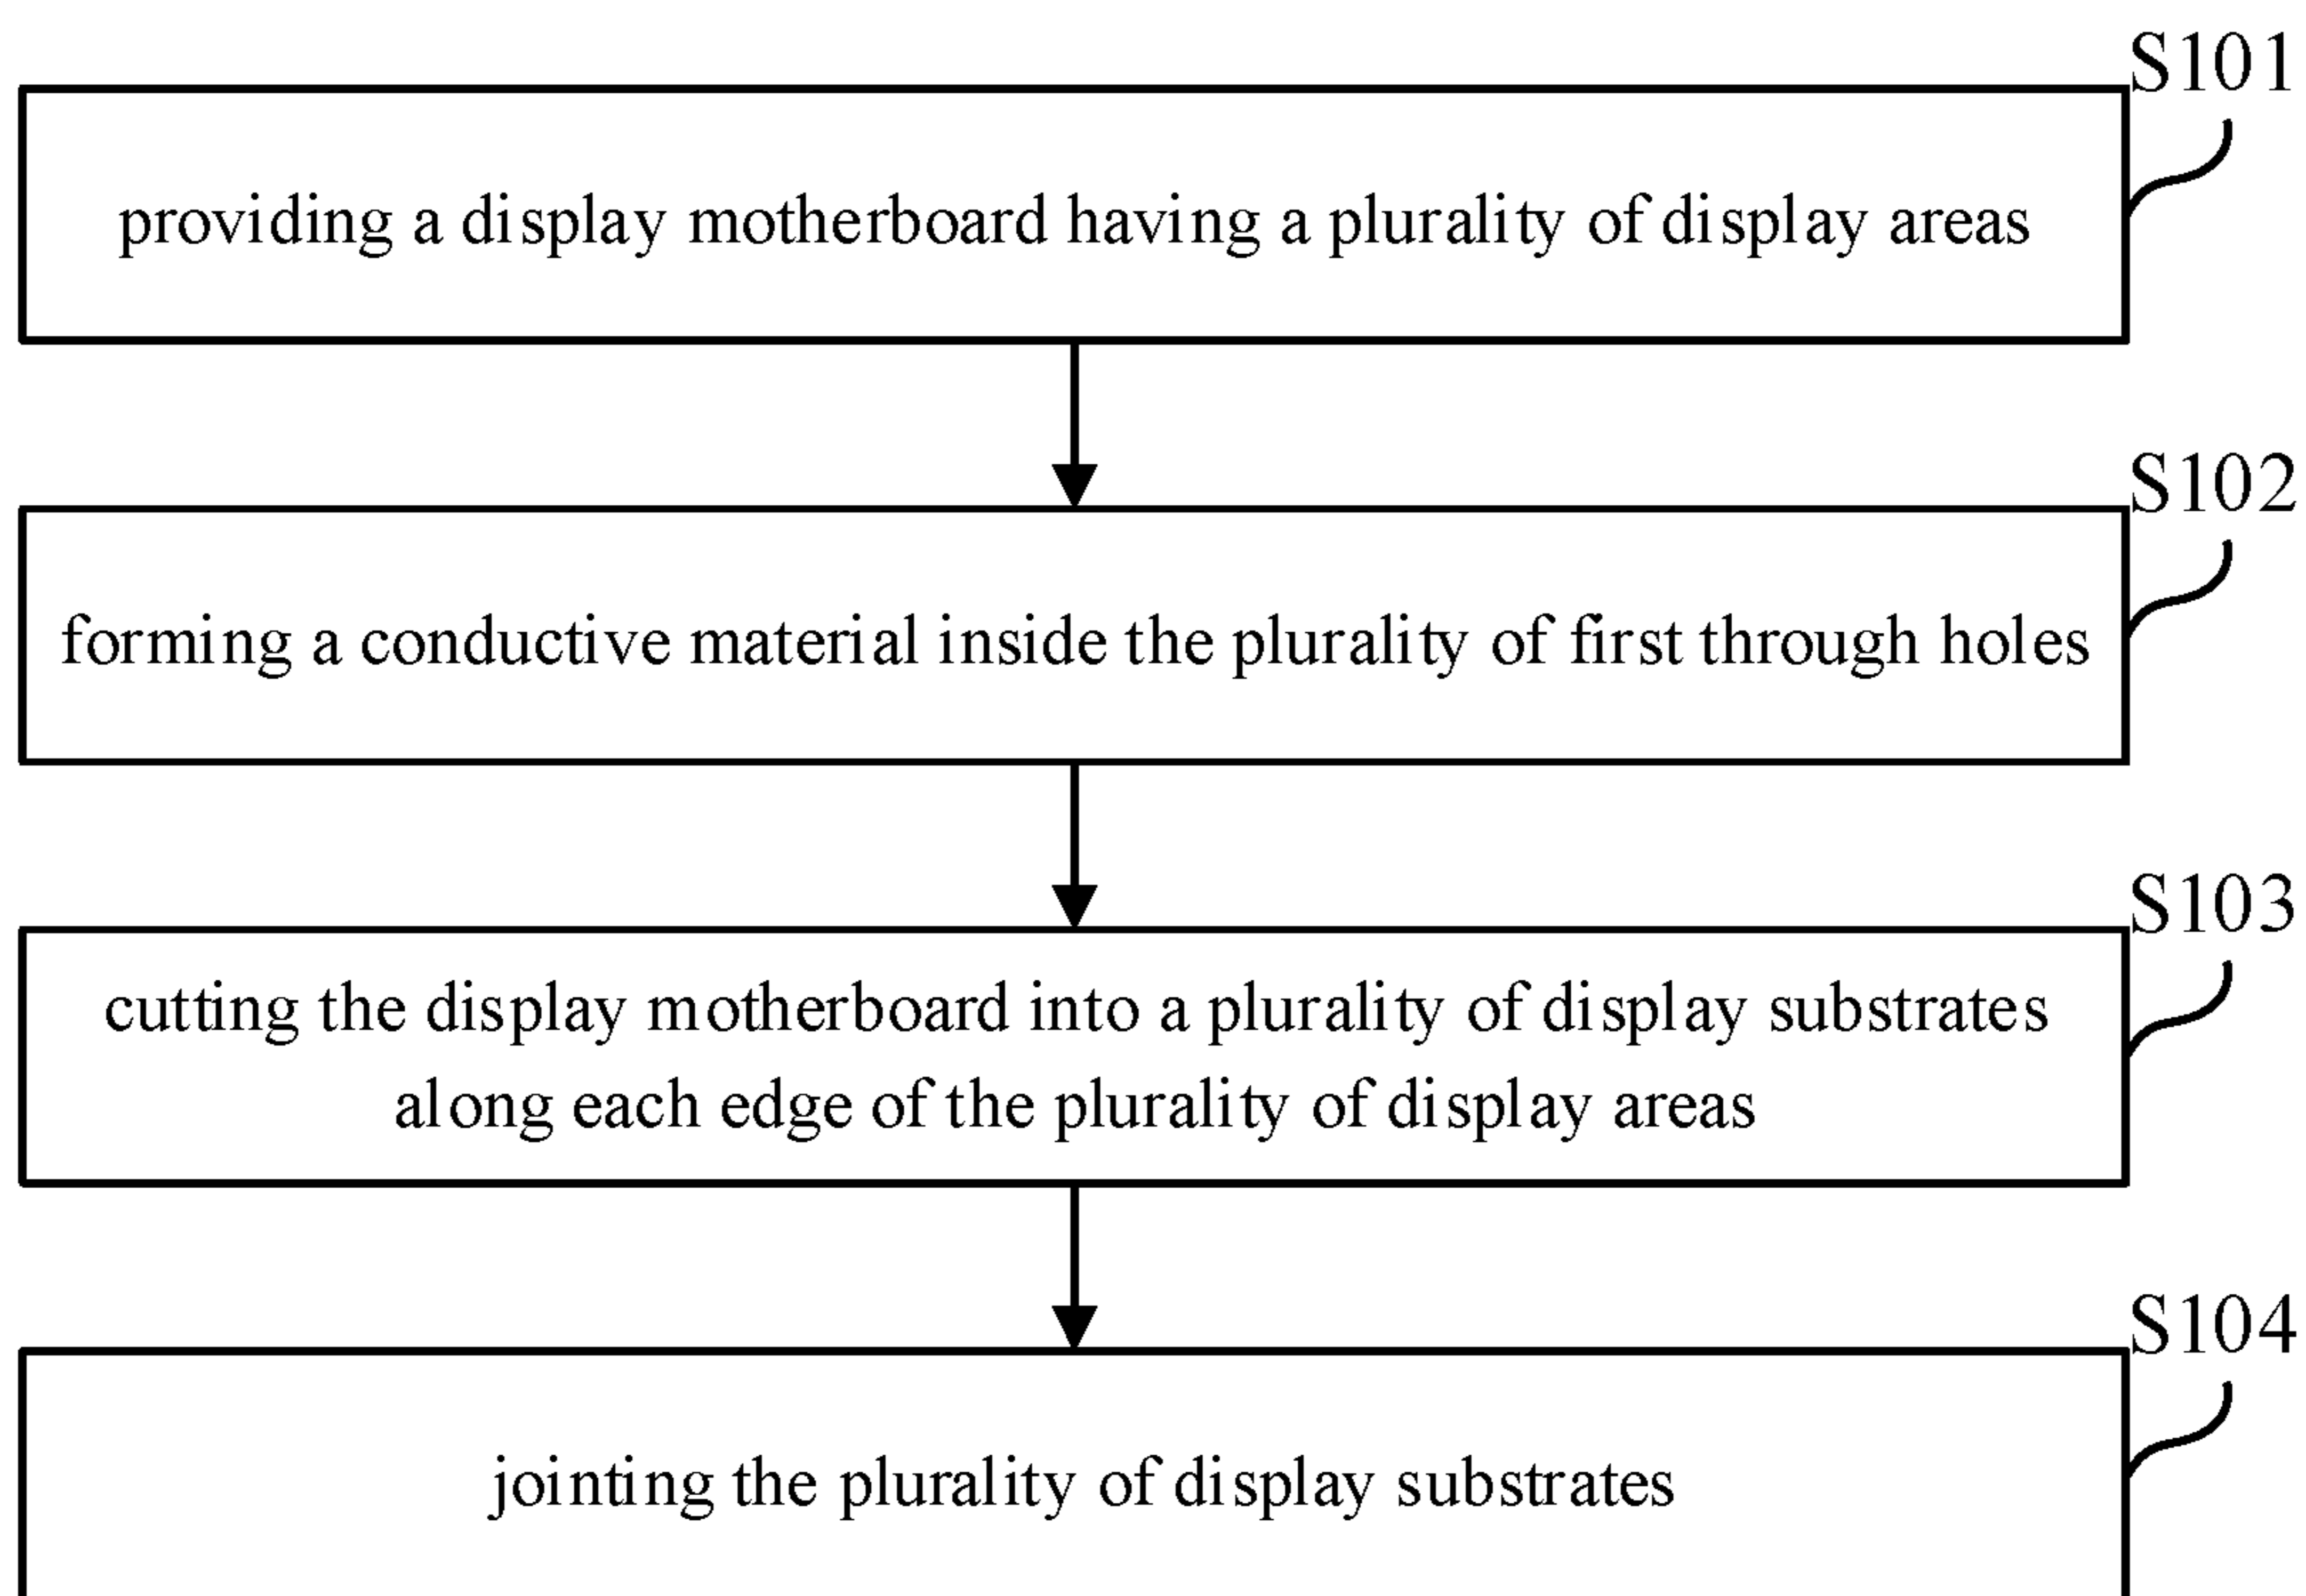 S101
providing a display motherboard having a plurality of display areas
S102
forming a conductive material inside the plurality of first through holes
S103
cutting the display motherboard into a plurality of display substrates
along each edge of the plurality of display areas
S104
jointing the plurality of display substrates